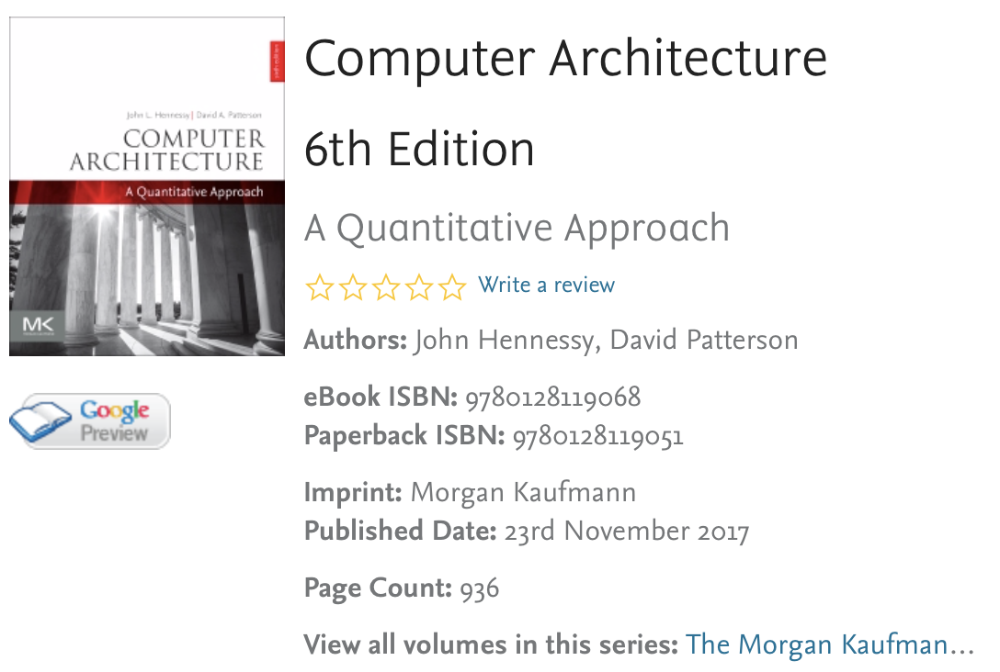 John L. Hennessy | David A. Patterson
COMPUTER
ARCHITECTURE
A Quantitative Approach
MK
Google
Preview
Computer Architecture
6th Edition
A Quantitative Approach
Write a review
Authors: John Hennessy, David Patterson
eBook ISBN: 9780128119068
Paperback ISBN: 9780128119051
Imprint: Morgan Kaufmann
Published Date: 23rd November 2017
Page Count: 936
View all volumes in this series: The Morgan Kaufman...